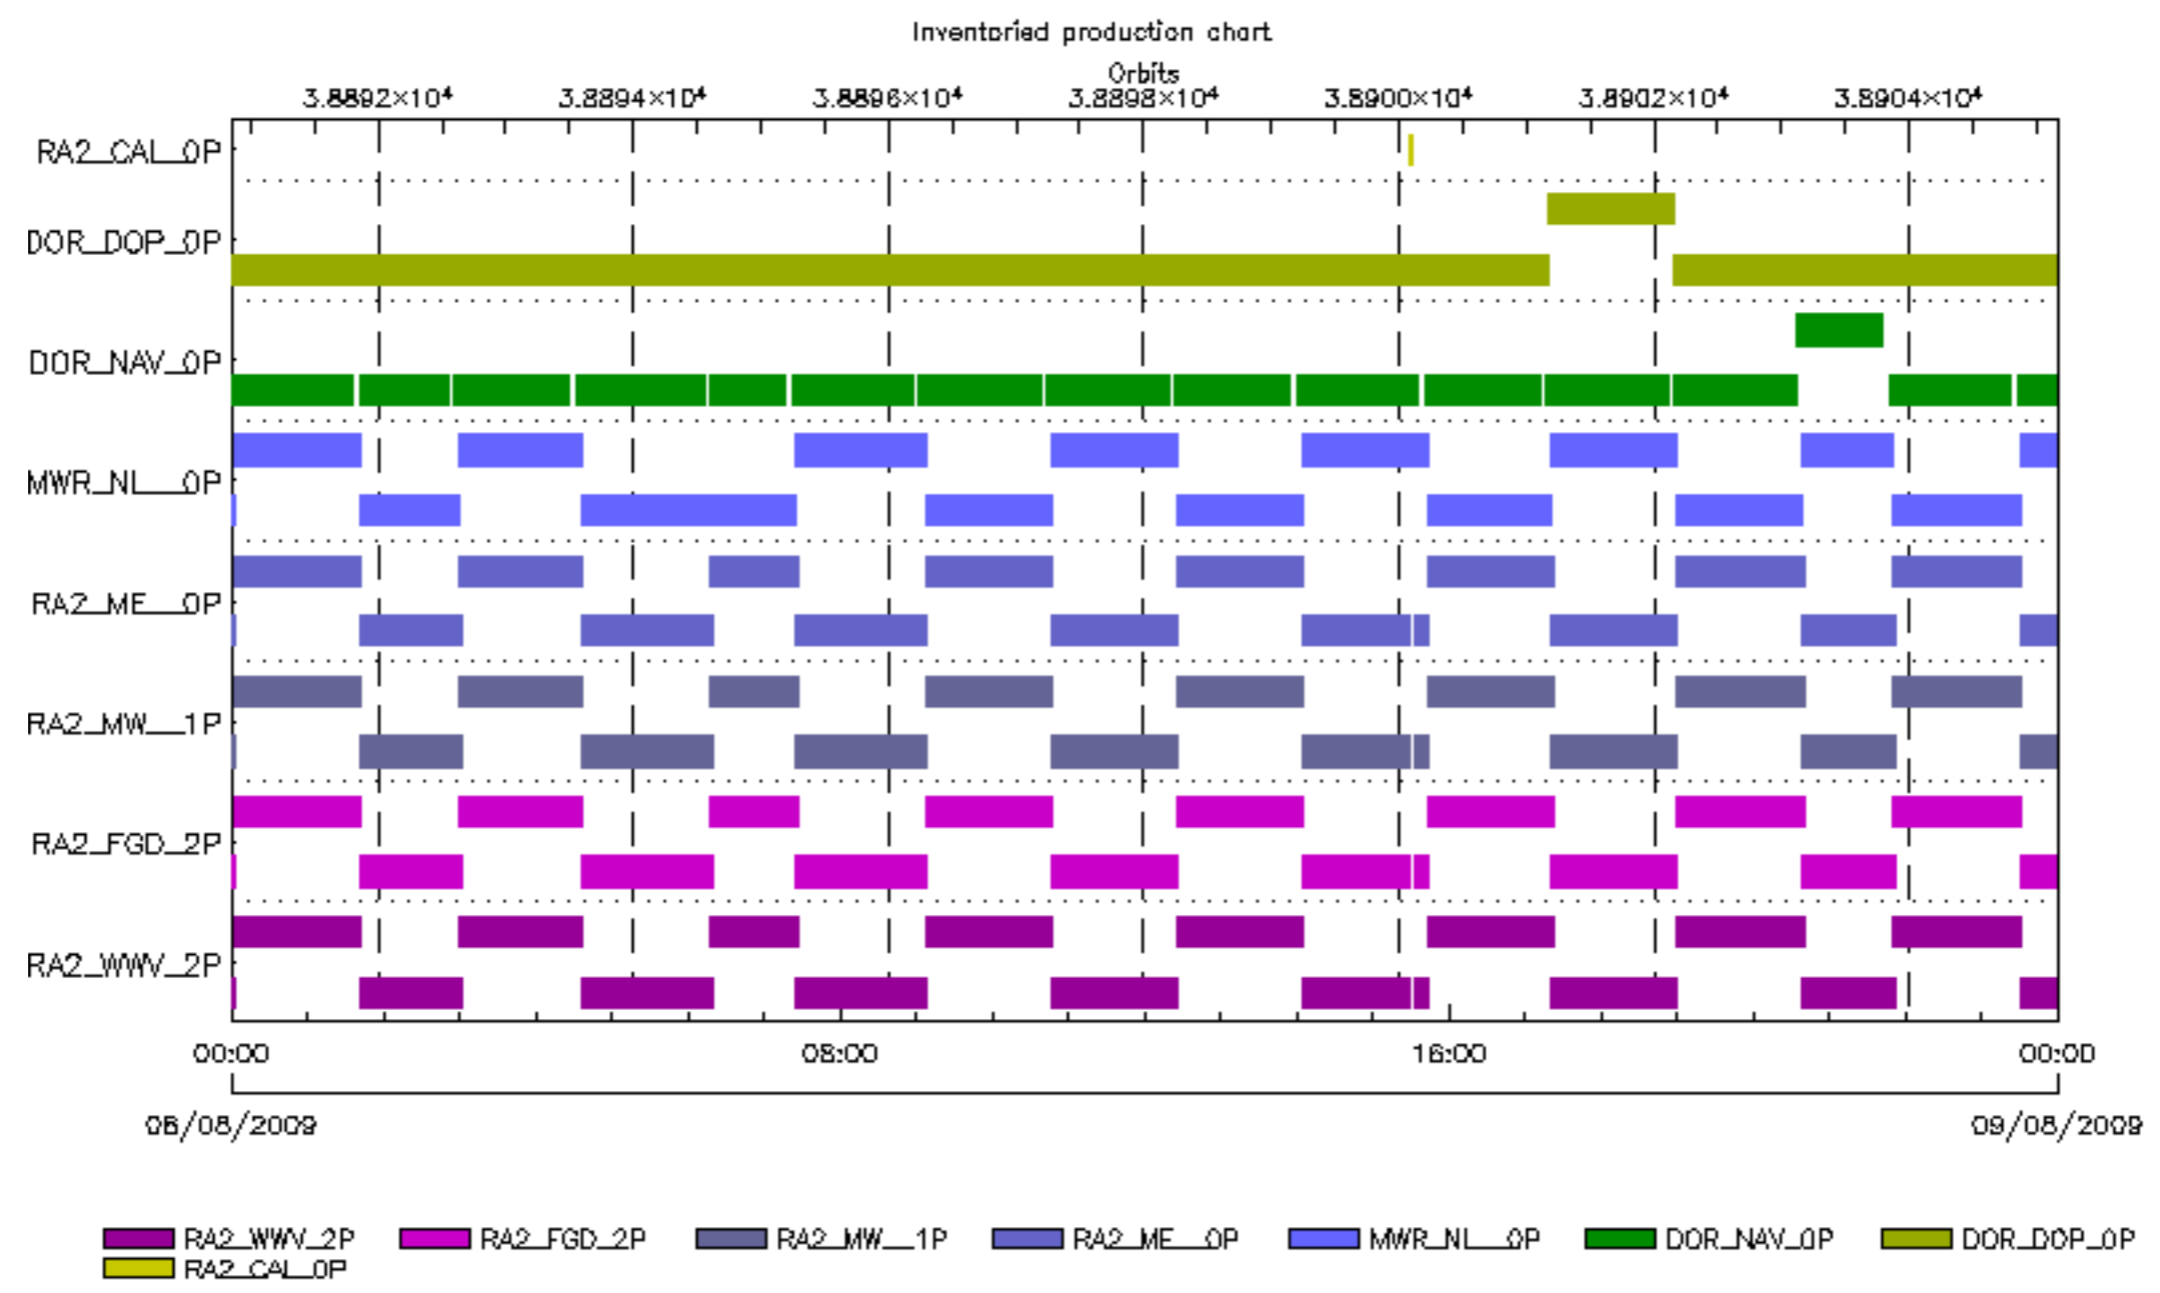 Inventoried production chart
Orbits
3.8892×10⁴ 3.8894×10⁴ 3.8896×10⁴ 3.8898×10⁴ 3.8900×10⁴ 3.8902×10⁴ 3.8904×10⁴
RA2_CAL_0P
DOR_DOP_0P
DOR_NAV_0P
MWR_NL__0P
RA2_ME__0P
RA2_MW__1P
RA2_FGD_2P
RA2_WWV_2P
00:00 08:00 16:00 00:00
08/08/2009 09/08/2009
RA2_WWV_2P RA2_FGD_2P RA2_MW__1P RA2_ME__0P MWR_NL__0P DOR_NAV_0P DOR_DOP_0P
RA2_CAL_0P